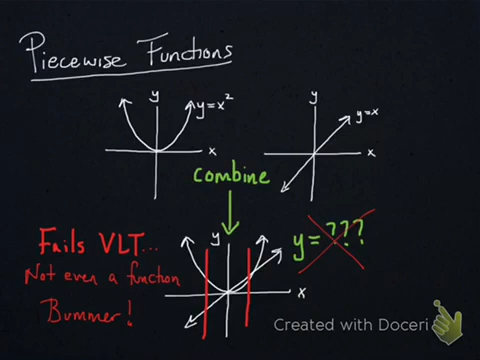 Piecewise Functions
y
y
y=x²
y=x
x
x
combine
y
Fails VLT...
y=???
Not even a function
x
Bummer!
Created with Doceri